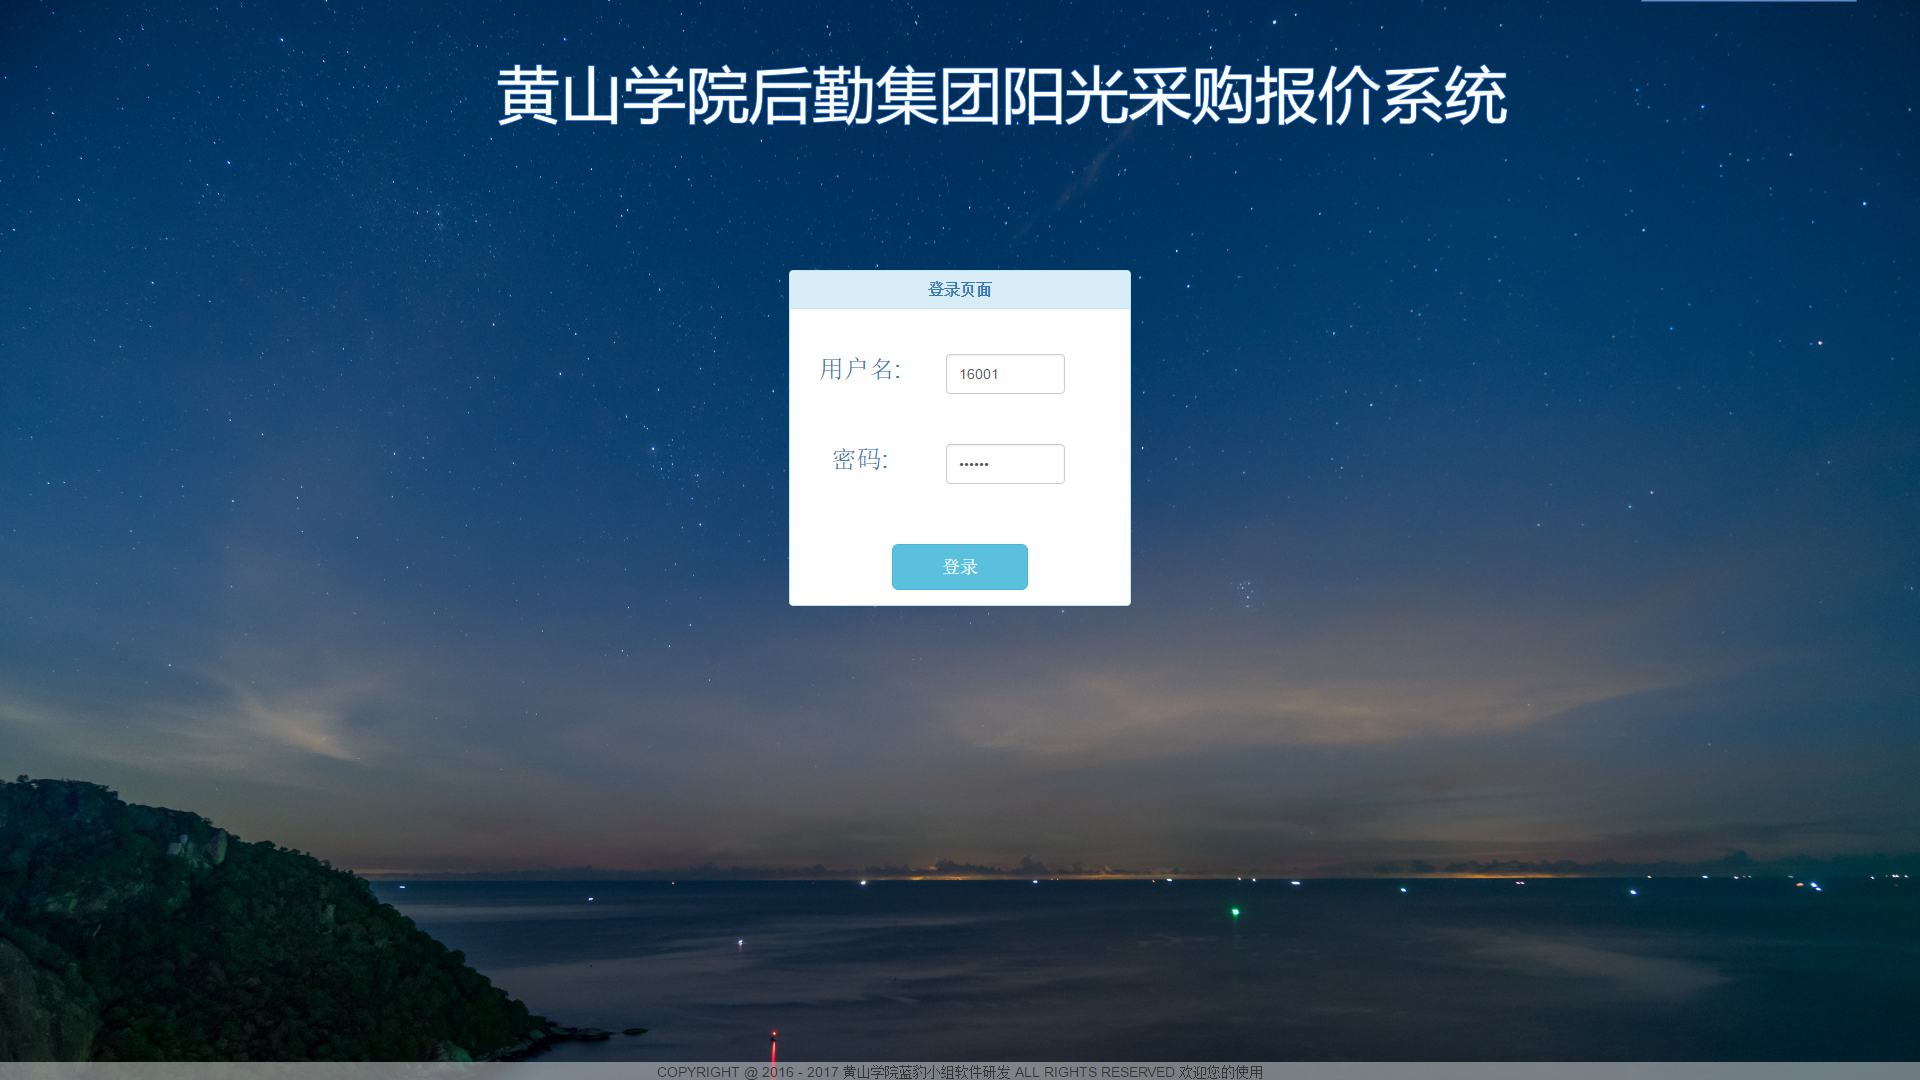 黄山学院后勤集团阳光采购报价系统
登录页面
用户名: 16001
密码: ••••••
登录
COPYRIGHT @ 2016 - 2017 黄山学院蓝豹小组软件研发 ALL RIGHTS RESERVED 欢迎您的使用